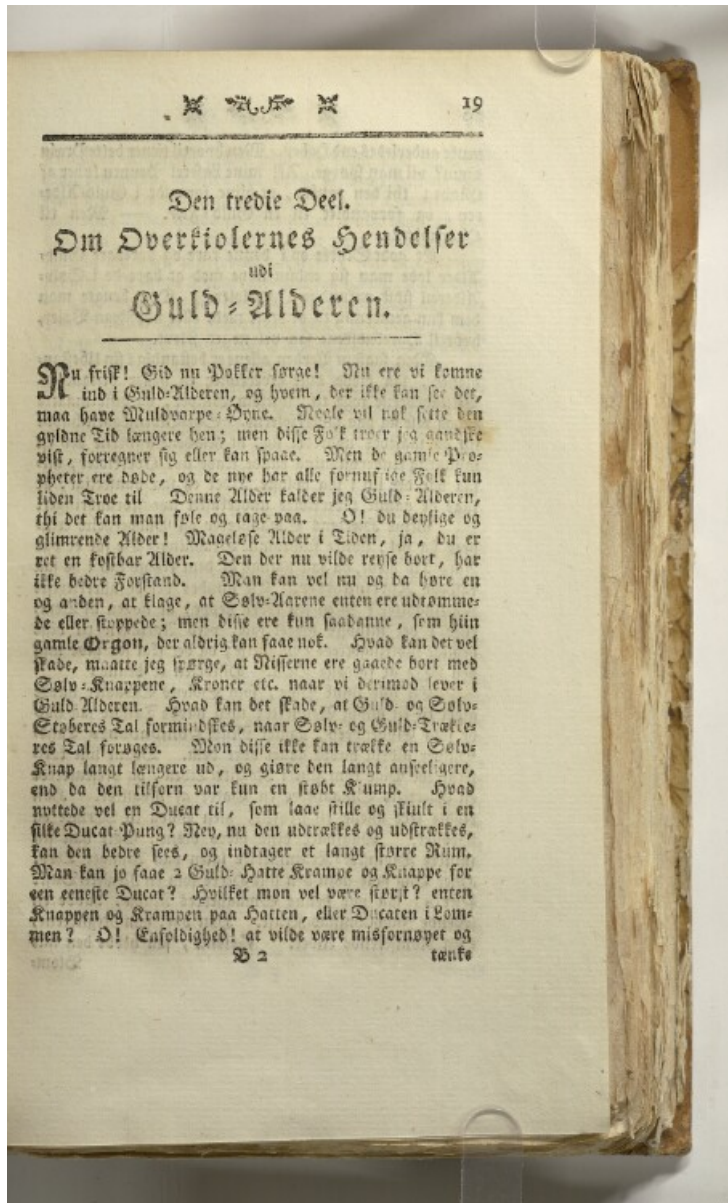 19
Den tredie Deel.
Om Overkiolernes Hendelser
udi
Guld-Alderen.
Nu frisk! Gid nu Pokker sørge! Nu ere vi komne
ind i Guld-Alderen, og hvem, der ikke kan see det,
maa have Muldvarpe-Øyne. Nogle vil nok sette den
gyldne Tid længere hen; men disse Folk troer jeg gandske
vist, forregner sig eller kan spaae. Men de gamle Pro-
pheter ere døde, og de nye har alle fornuftige Folk kun
liden Troe til Denne Alder kalder jeg Guld-Alderen,
thi det kan man føle og tage paa. O! du deylige og
glimrende Alder! Mageløse Alder i Tiden, ja, du er
ret en kostbar Alder. Den der nu vilde reyse bort, har
ikke bedre Forstand. Man kan vel nu og da høre en
og anden, at klage, at Sølv-Aarene enten ere udtømme-
de eller stoppede; men disse ere kun saadanne, som hiin
gamle Orgon, der aldrig kan faae nok. Hvad kan det vel
skade, maatte jeg spørge, at Nisserne ere gaaede bort med
Sølv-Knappene, Kroner etc. naar vi derimod lever i
Guld-Alderen. Hvad kan det skade, at Guld- og Sølv-
Støberes Tal formindskes, naar Sølv- og Guld-Trække-
res Tal forøges. Mon disse ikke kan trække en Sølv-
Knap langt længere ud, og giøre den langt anseeligere,
end da den tilforn var kun en støbt Klump. Hvad
nyttede vel en Ducat til, som laae stille og skiult i en
silke Ducat-Pung? Ney, nu den udtrækkes og udstrækkes,
kan den bedre sees, og indtager et langt større Rum.
Man kan jo faae 2 Guld-Hatte Krampe og Knappe for
een eeneste Ducat? Hvilket mon vel være størst? enten
Knappen og Krampen paa Hatten, eller Ducaten i Lom-
men? O! Enfoldighed! at vilde være misfornøyet og
B 2 tænke